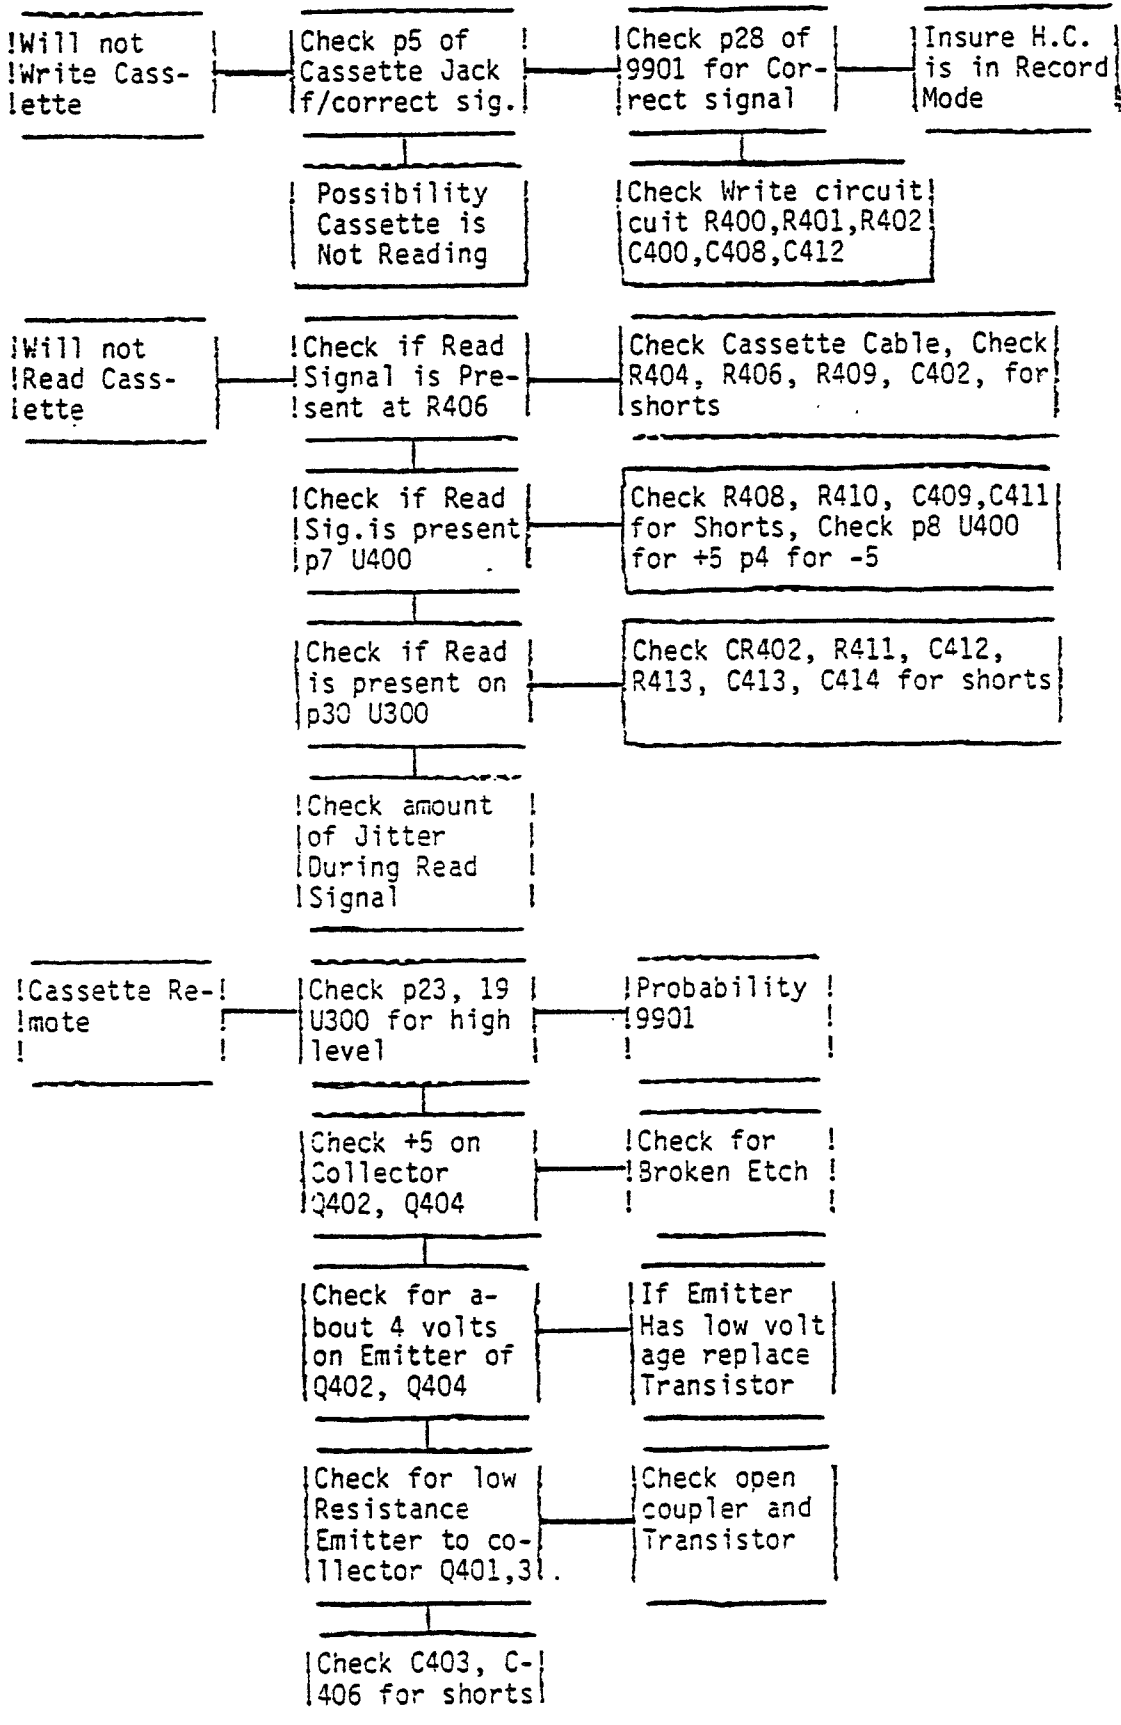 Will not
Write Cass-
ette
Check p5 of
Cassette Jack
f/correct sig.
Check p28 of
9901 for Cor-
rect signal
Insure H.C.
is in Record
Mode
Possibility
Cassette is
Not Reading
Check Write circuit
cuit R400,R401,R402
C400,C408,C412
Will not
Read Cass-
ette
Check if Read
Signal is Pre-
sent at R406
Check Cassette Cable, Check
R404, R406, R409, C402, for
shorts
Check if Read
Sig.is present
p7 U400
Check R408, R410, C409,C411
for Shorts, Check p8 U400
for +5 p4 for -5
Check if Read
is present on
p30 U300
Check CR402, R411, C412,
R413, C413, C414 for shorts
Check amount
of Jitter
During Read
Signal
Cassette Re-
mote
Check p23, 19
U300 for high
level
Probability
9901
Check +5 on
Collector
Q402, Q404
Check for
Broken Etch
Check for a-
bout 4 volts
on Emitter of
Q402, Q404
If Emitter
Has low volt
age replace
Transistor
Check for low
Resistance
Emitter to co-
llector Q401,3.
Check open
coupler and
Transistor
Check C403, C-
406 for shorts